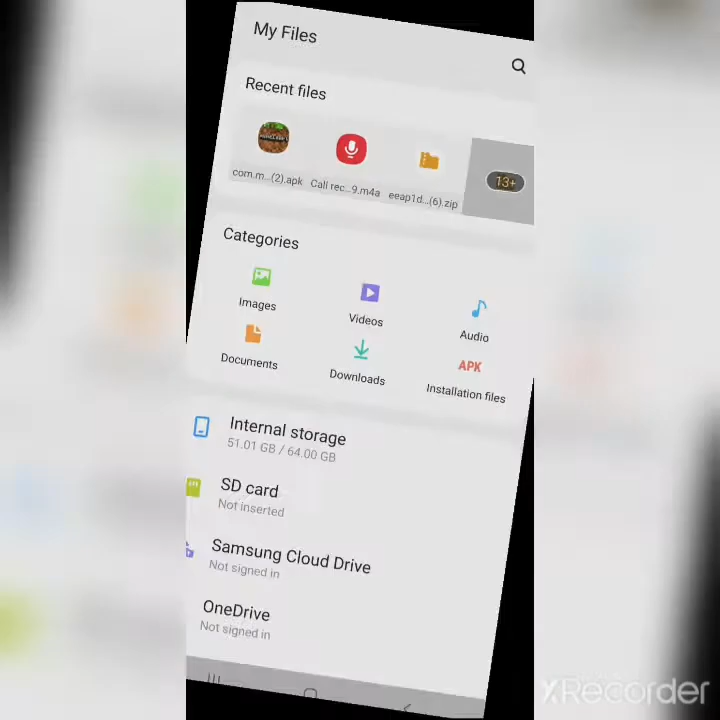 My Files
Recent files
13+
com.m...(2).apk
Call rec...9.m4a
eeap1d...(6).zip
Categories
Images
Videos
Audio
Documents
Downloads
APK
Installation files
Internal storage
51.01 GB / 64.00 GB
SD card
Not inserted
Samsung Cloud Drive
Not signed in
OneDrive
Not signed in
XRecorder